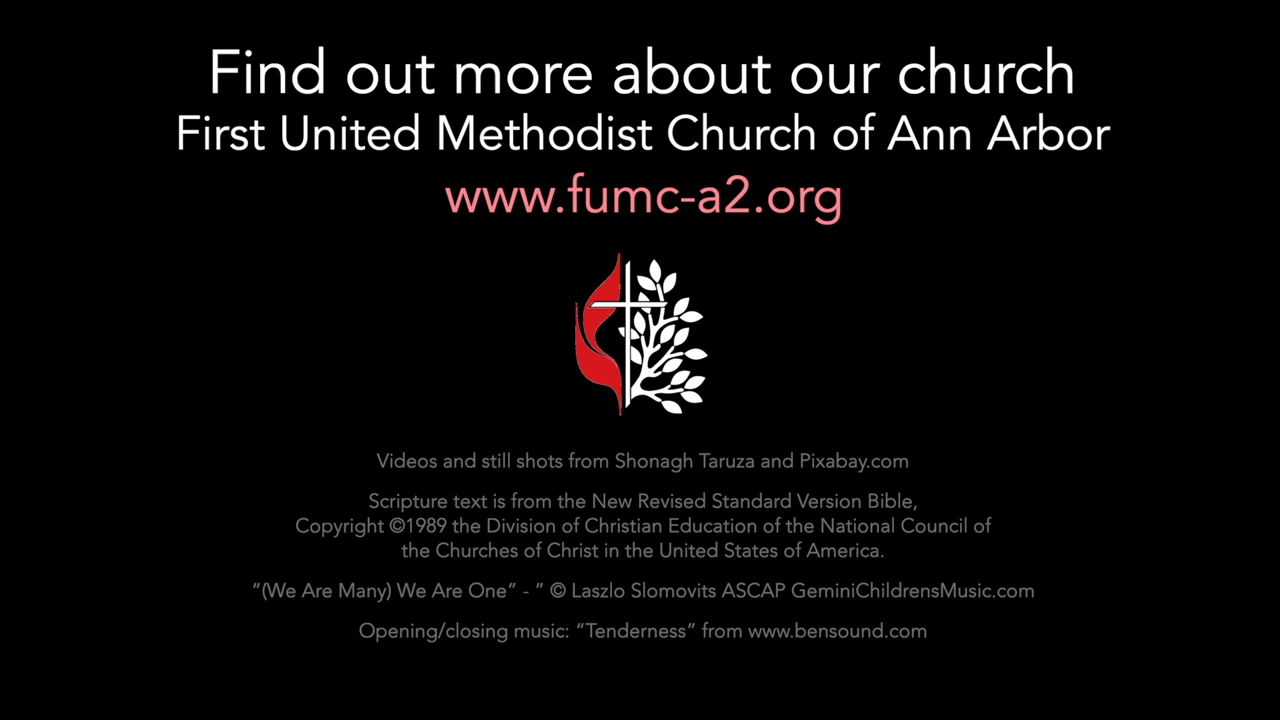 Find out more about our church
First United Methodist Church of Ann Arbor
www.fumc-a2.org
Videos and still shots from Shonagh Taruza and Pixabay.com
Scripture text is from the New Revised Standard Version Bible,
Copyright ©1989 the Division of Christian Education of the National Council of
the Churches of Christ in the United States of America.
“(We Are Many) We Are One” - ” © Laszlo Slomovits ASCAP GeminiChildrensMusic.com
Opening/closing music: “Tenderness” from www.bensound.com